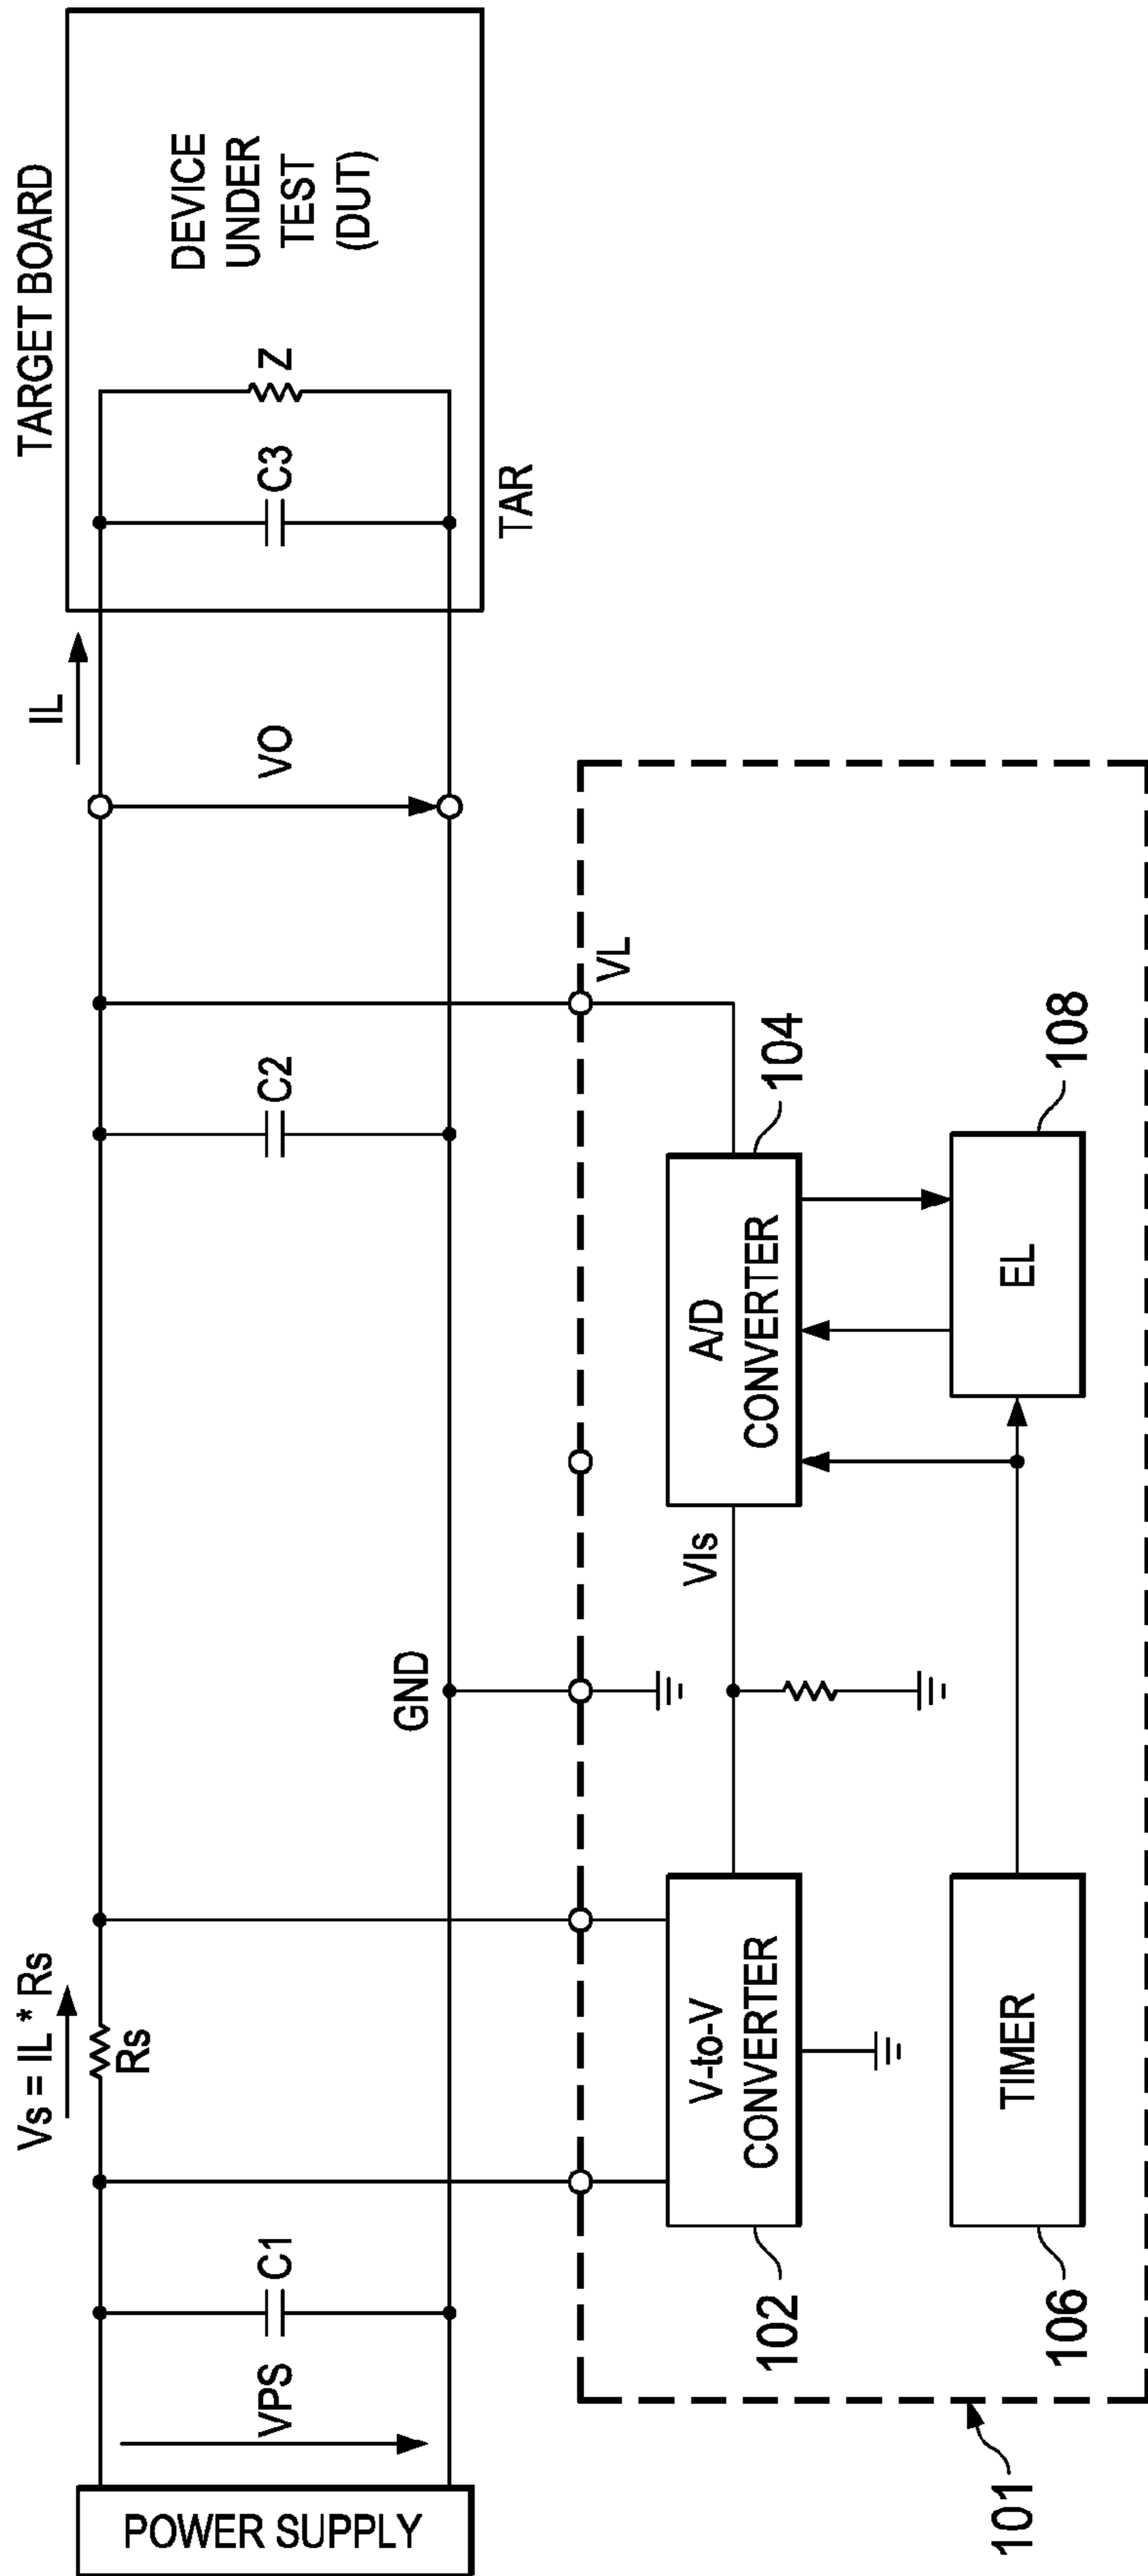 TARGET BOARD
DEVICE
UNDER
TEST
(DUT)
Z
C3
TAR
IL
VO
C2
VL
Vs = IL * Rs
Rs
GND
C1
VPS
POWER SUPPLY
V-to-V
CONVERTER
102
VIs
A/D
CONVERTER
104
TIMER
106
EL
108
101